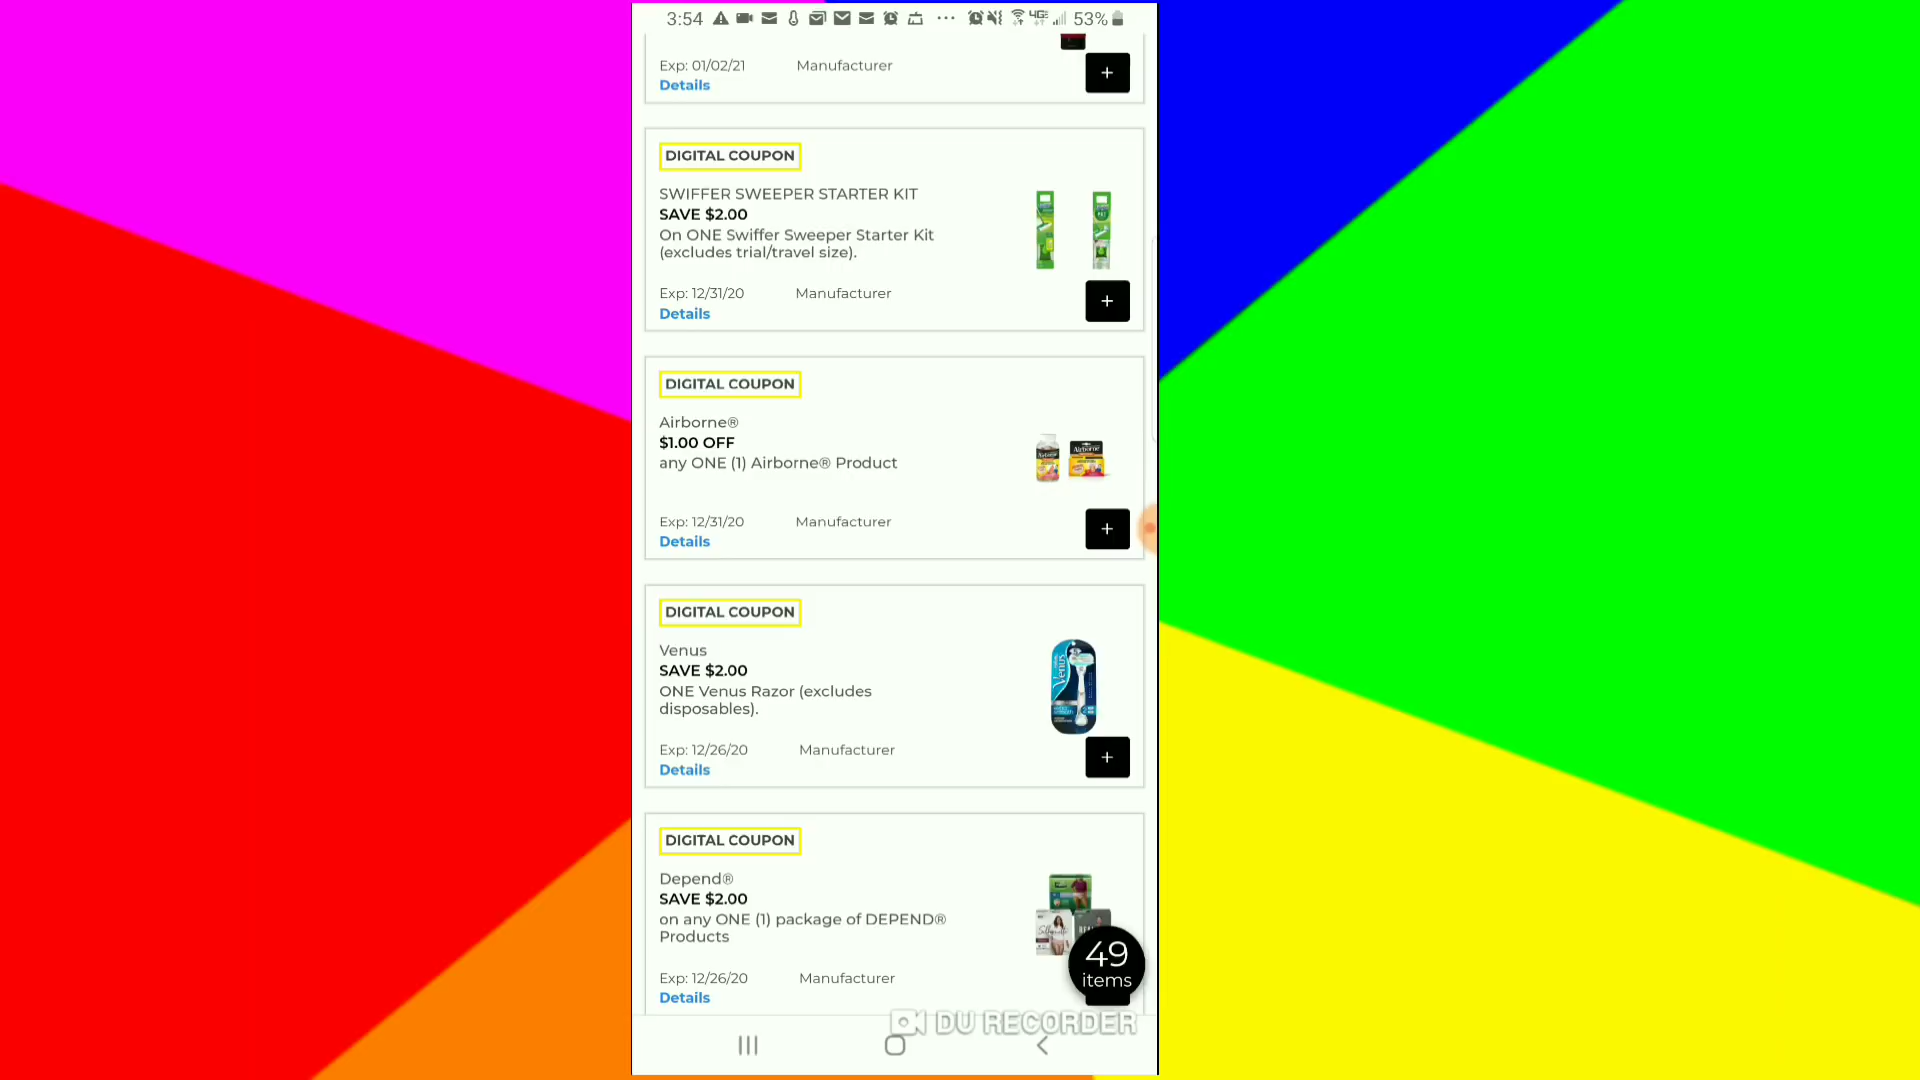 3:54 53%
Exp: 01/02/21 Manufacturer
Details
+
DIGITAL COUPON
SWIFFER SWEEPER STARTER KIT
SAVE $2.00
On ONE Swiffer Sweeper Starter Kit
(excludes trial/travel size).
Exp: 12/31/20 Manufacturer
Details
+
DIGITAL COUPON
Airborne®
$1.00 OFF
any ONE (1) Airborne® Product
Airborne
Exp: 12/31/20 Manufacturer
Details
+
DIGITAL COUPON
Venus
SAVE $2.00
ONE Venus Razor (excludes
disposables).
Venus
Exp: 12/26/20 Manufacturer
Details
+
DIGITAL COUPON
Depend®
SAVE $2.00
on any ONE (1) package of DEPEND®
Products
Silhouette
49
items
Exp: 12/26/20 Manufacturer
Details
DU RECORDER